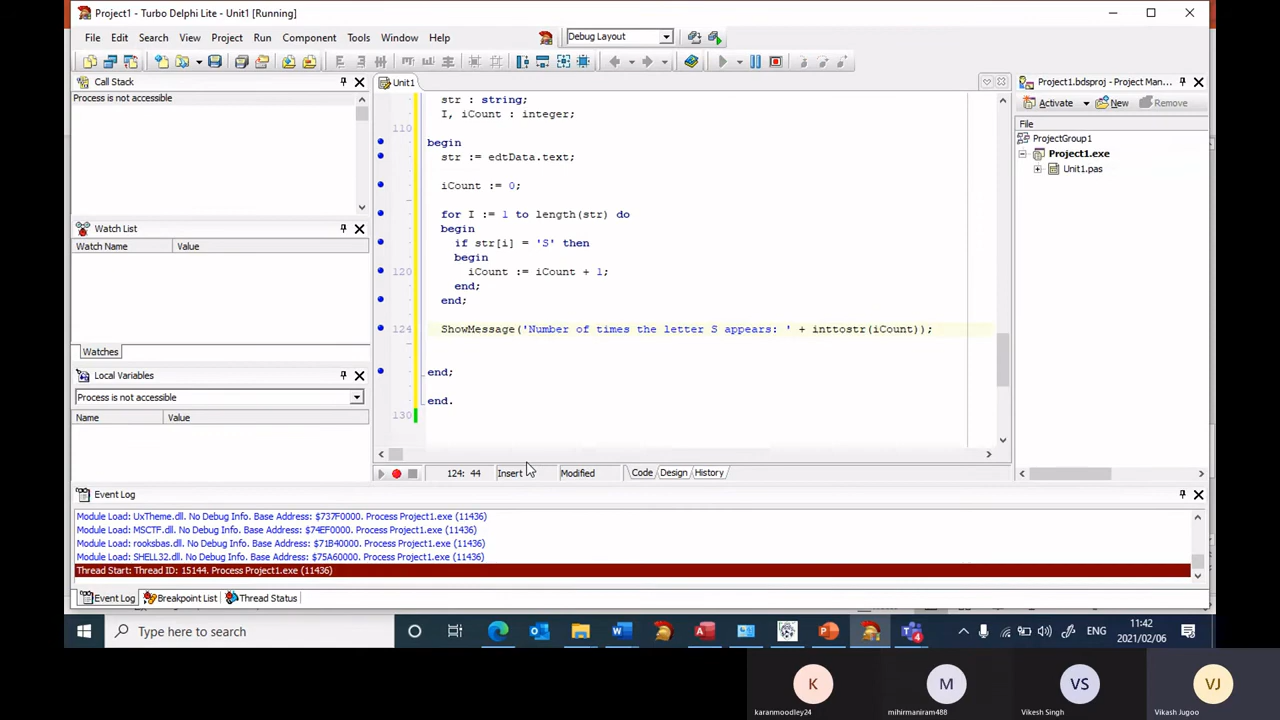 Project1 - Turbo Delphi Lite - Unit1 [Running]
File Edit Search View Project Run Component Tools Window Help
Debug Layout
Call Stack
Process is not accessible
Watch List
Watch Name Value
Watches
Local Variables
Process is not accessible
Name Value
Unit1
str : string;
I, iCount : integer;
110
begin
str := edtData.text;
iCount := 0;
for I := 1 to length(str) do
begin
if str[i] = 'S' then
begin
120 iCount := iCount + 1;
end;
end;
124 ShowMessage('Number of times the letter S appears: ' + inttostr(iCount));
end;
end.
130
124: 44 Insert Modified Code Design History
Project1.bdsproj - Project Man...
Activate New Remove
File
ProjectGroup1
Project1.exe
Unit1.pas
Event Log
Module Load: UxTheme.dll. No Debug Info. Base Address: $737F0000. Process Project1.exe (11436)
Module Load: MSCTF.dll. No Debug Info. Base Address: $74EF0000. Process Project1.exe (11436)
Module Load: rooksbas.dll. No Debug Info. Base Address: $71B40000. Process Project1.exe (11436)
Module Load: SHELL32.dll. No Debug Info. Base Address: $75A60000. Process Project1.exe (11436)
Thread Start: Thread ID: 15144. Process Project1.exe (11436)
Event Log Breakpoint List Thread Status
Type here to search
ENG
11:42
2021/02/06
K
karanmoodley24
M
mihirmaniram488
VS
Vikesh Singh
VJ
Vikash Jugoo